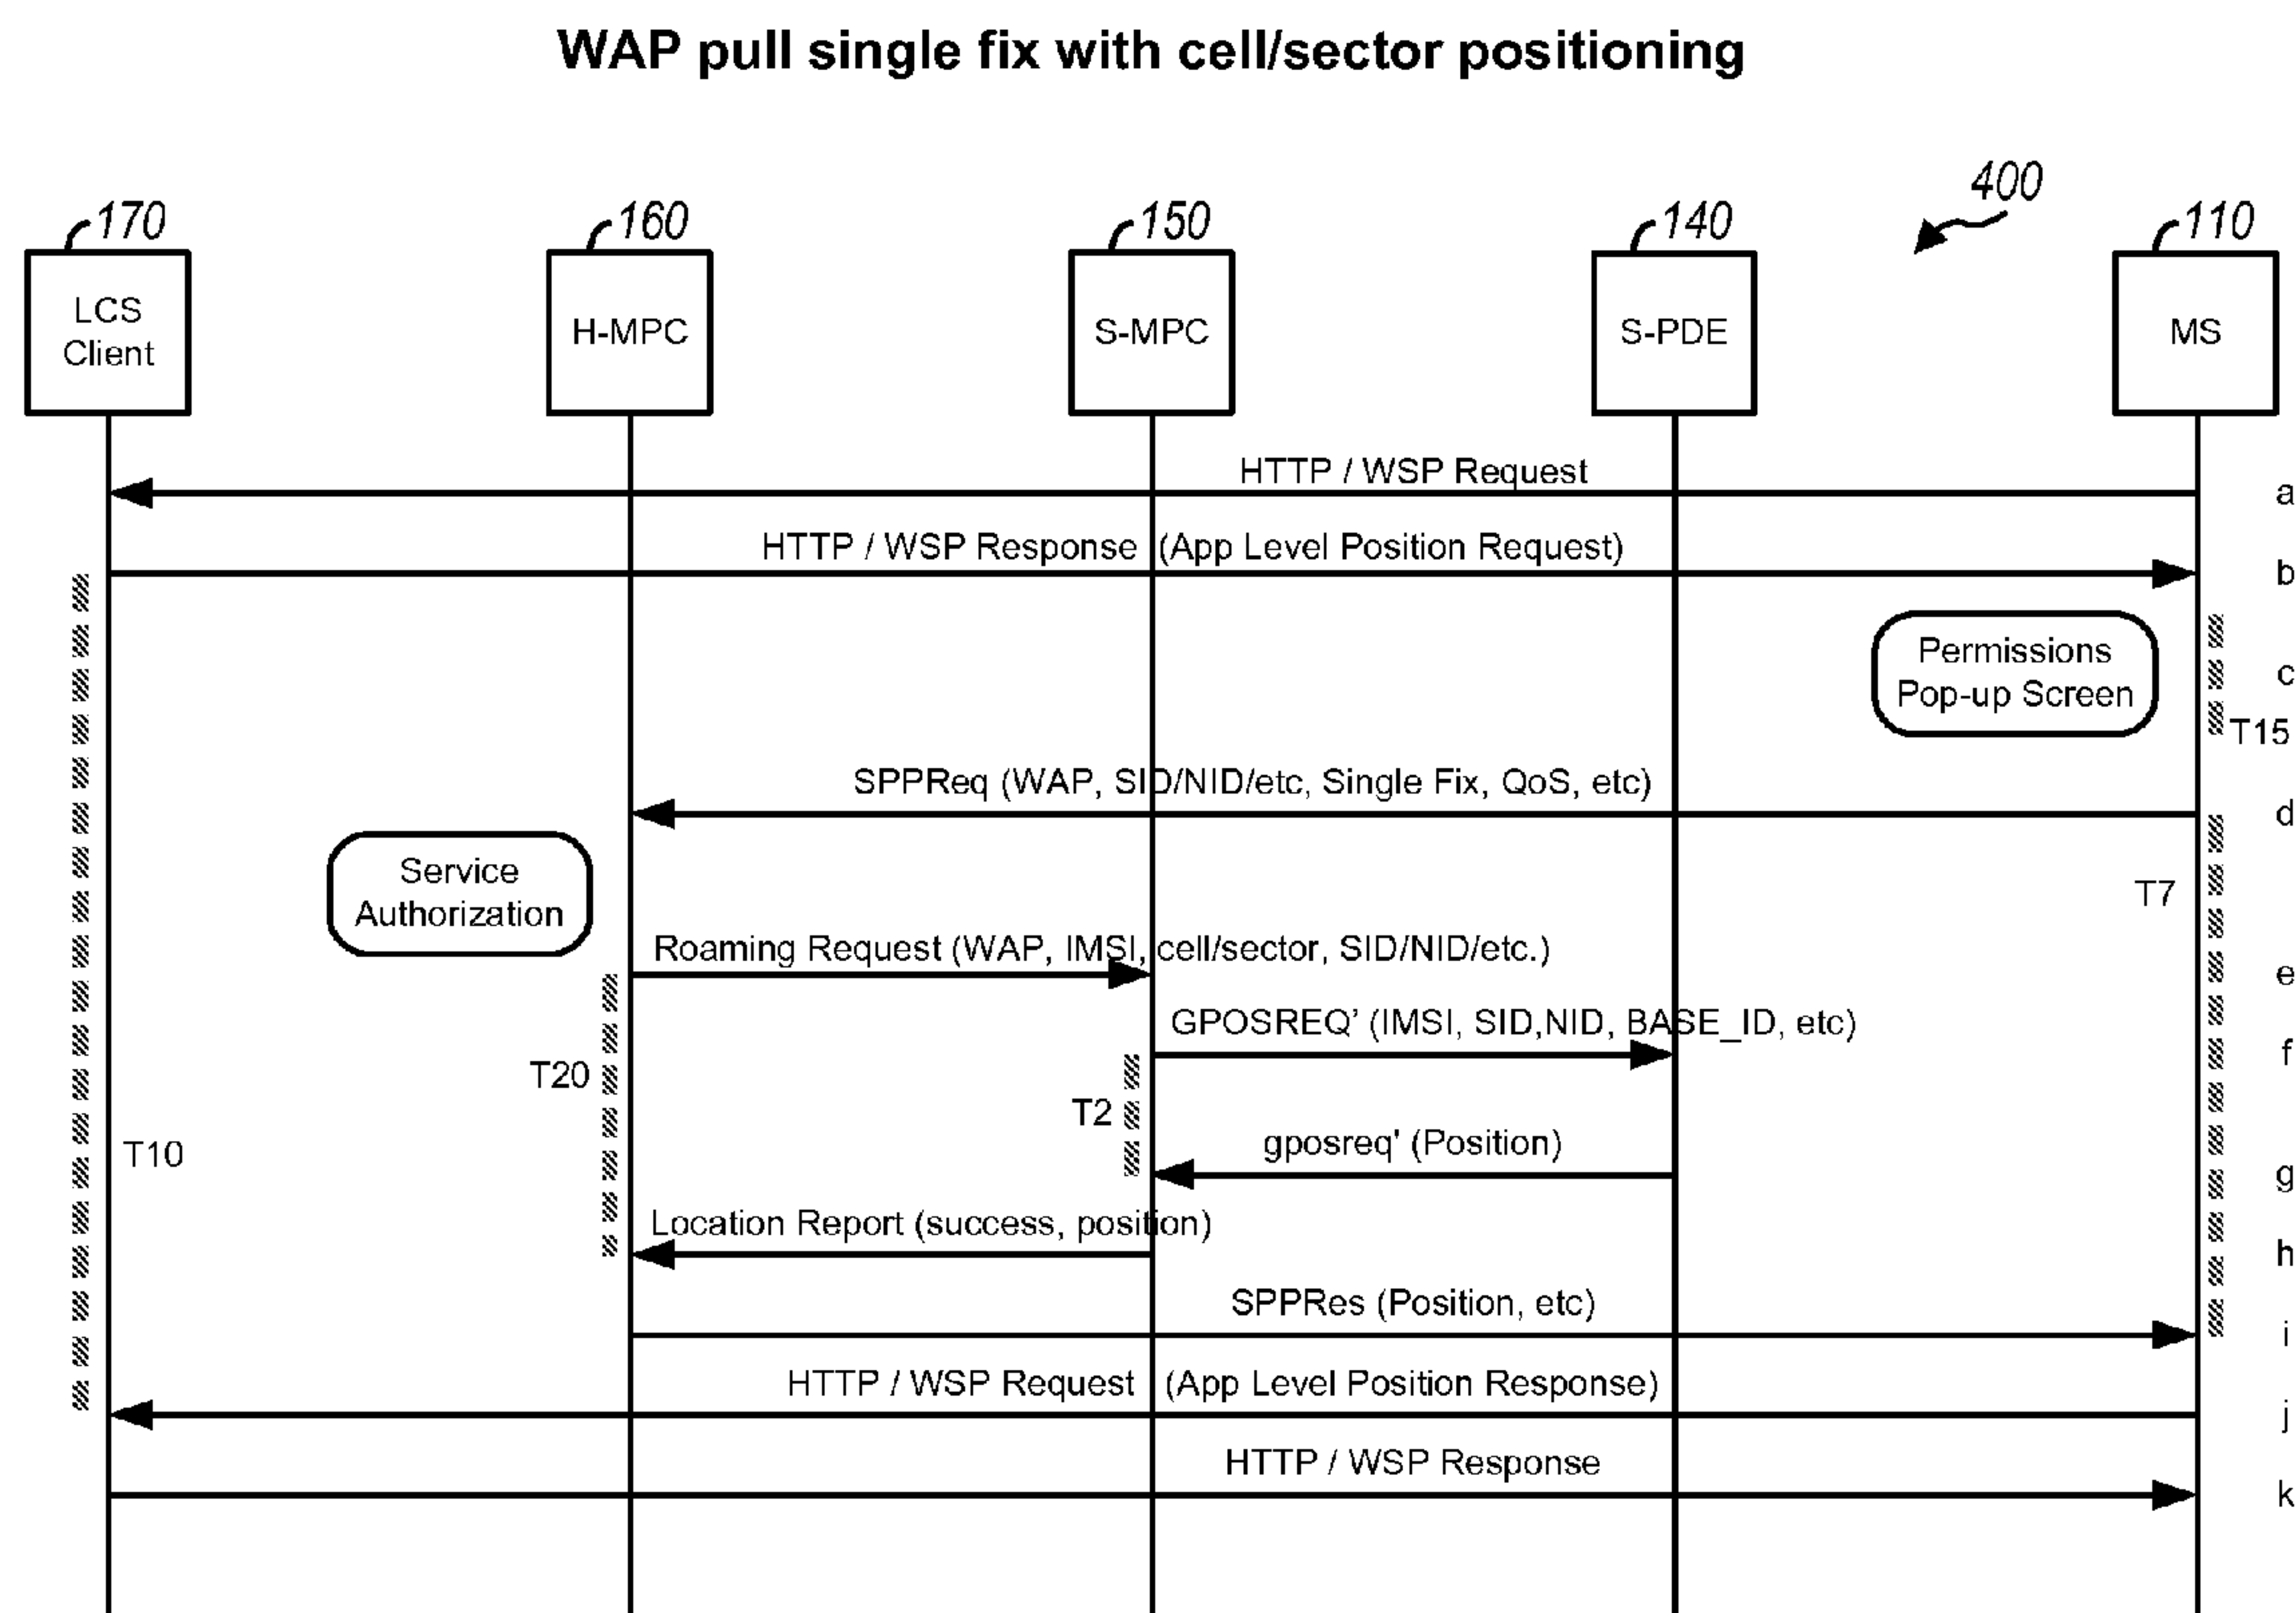 WAP pull single fix with cell/sector positioning
400
170
160
150
140
110
LCS
Client
H-MPC
S-MPC
S-PDE
MS
HTTP / WSP Request
a
HTTP / WSP Response (App Level Position Request)
b
Permissions
Pop-up Screen
c
T15
SPPReq (WAP, SID/NID/etc, Single Fix, QoS, etc)
d
Service
Authorization
T7
Roaming Request (WAP, IMSI, cell/sector, SID/NID/etc.)
e
GPOSREQ’ (IMSI, SID,NID, BASE_ID, etc)
f
T20
T2
gposreq' (Position)
T10
g
Location Report (success, position)
h
SPPRes (Position, etc)
i
HTTP / WSP Request (App Level Position Response)
j
HTTP / WSP Response
k